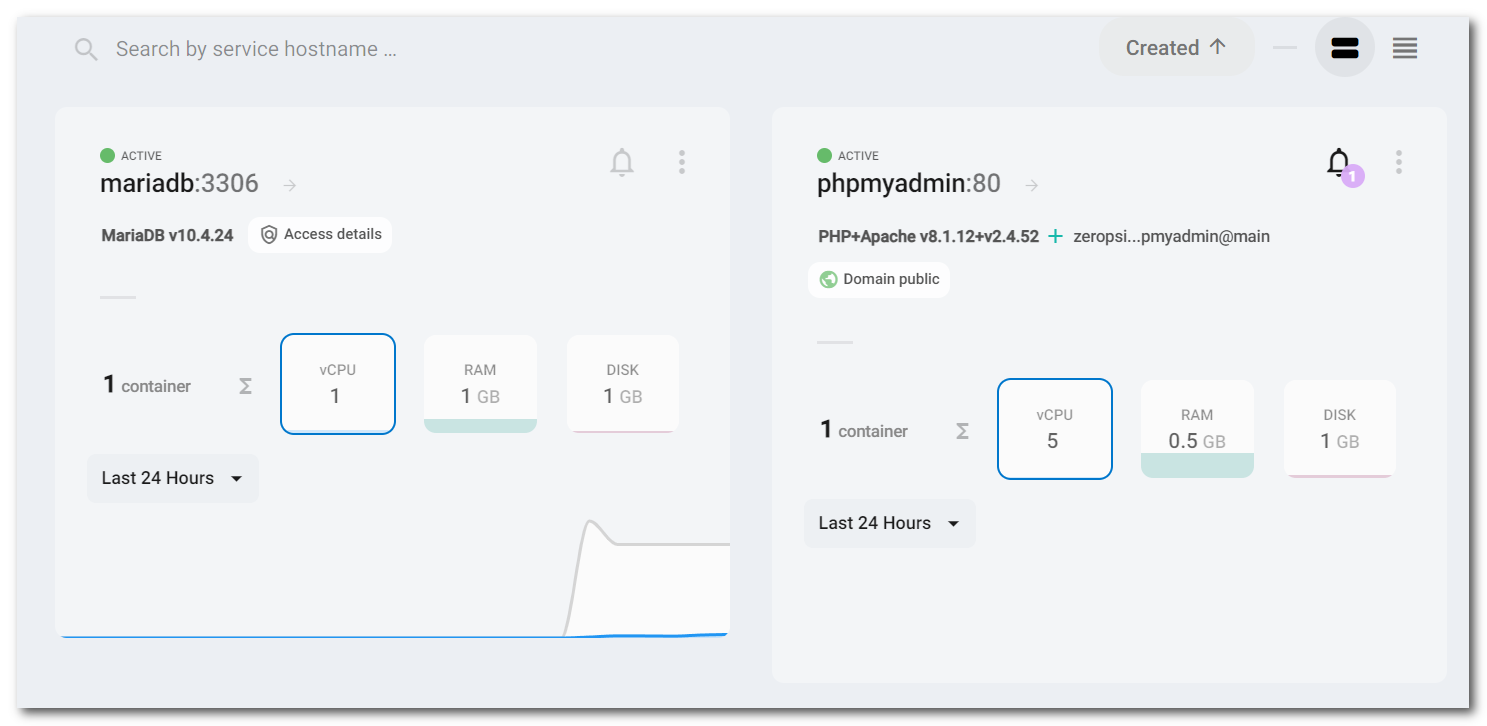 Search by service hostname ...
Created ↑
ACTIVE
mariadb:3306 →
MariaDB v10.4.24 Access details
1 container Σ
vCPU
1
RAM
1 GB
DISK
1 GB
Last 24 Hours
ACTIVE
phpmyadmin:80 →
1
PHP+Apache v8.1.12+v2.4.52 + zeropsi...pmyadmin@main
Domain public
1 container Σ
vCPU
5
RAM
0.5 GB
DISK
1 GB
Last 24 Hours